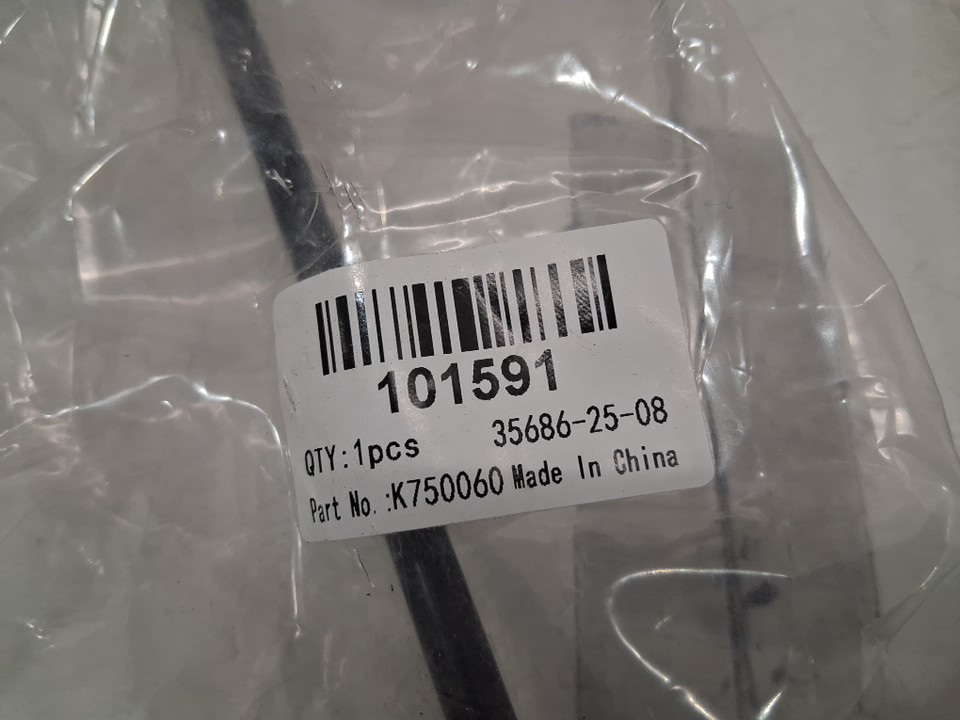 101591
QTY:1pcs 35686-25-08
Part No.:K750060 Made In China